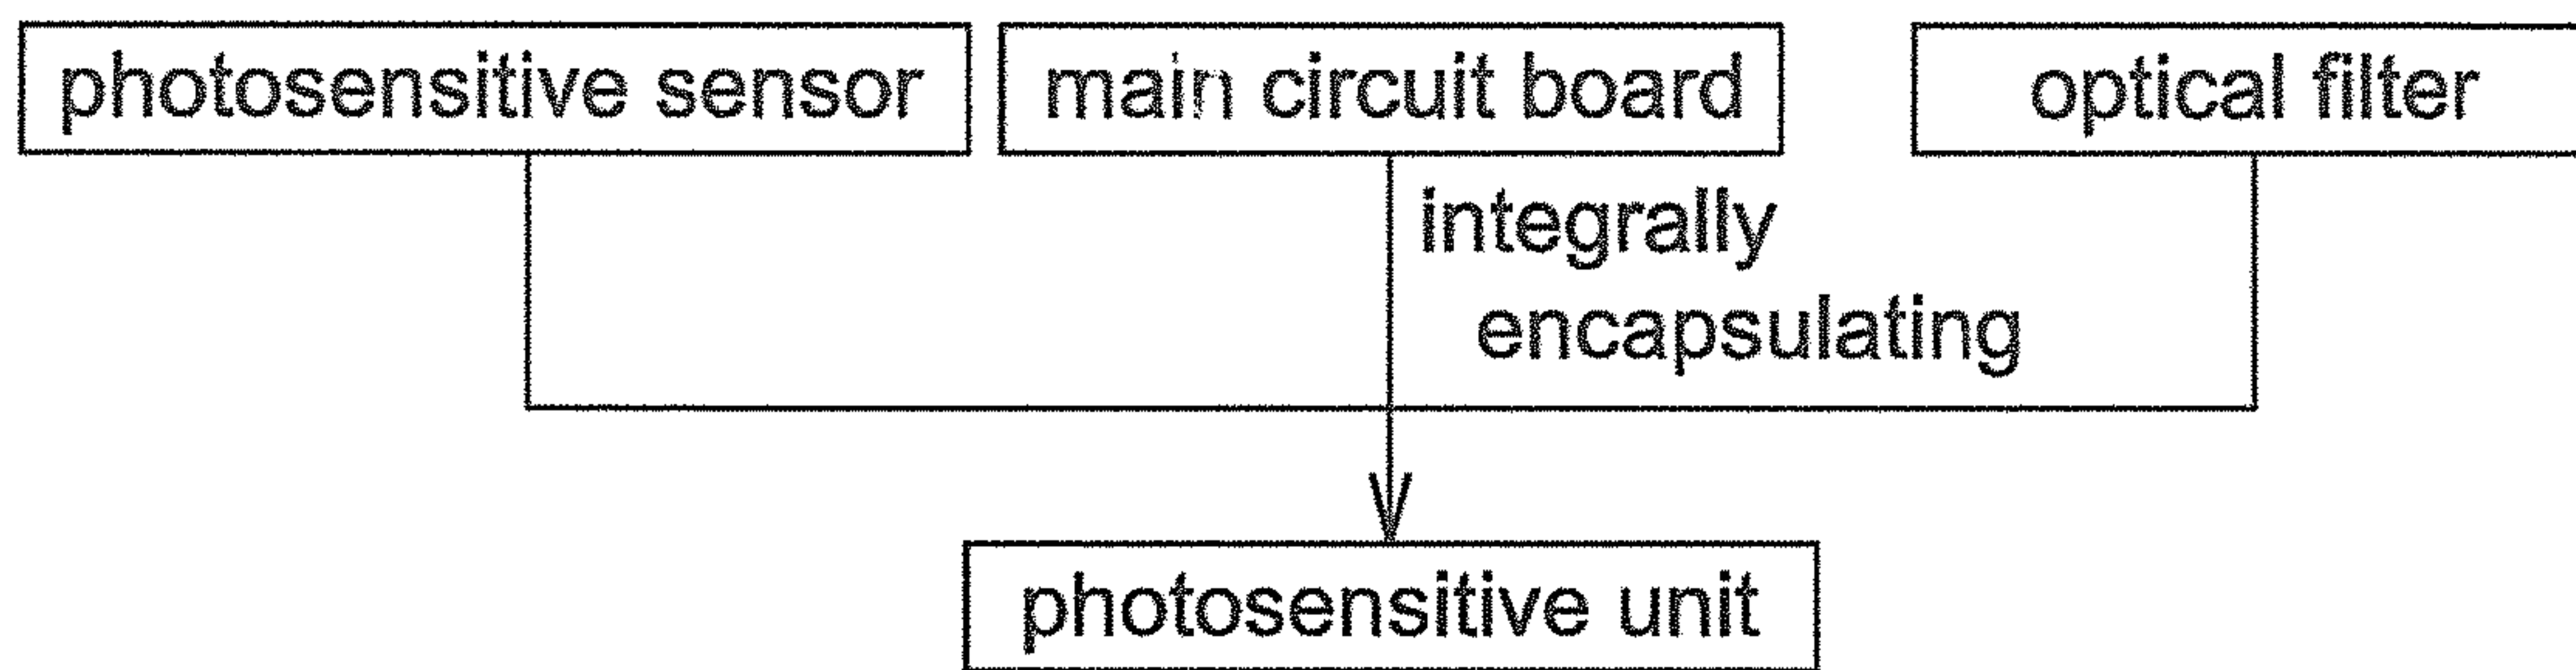 photosensitive sensor
main circuit board
optical filter
integrally
encapsulating
photosensitive unit